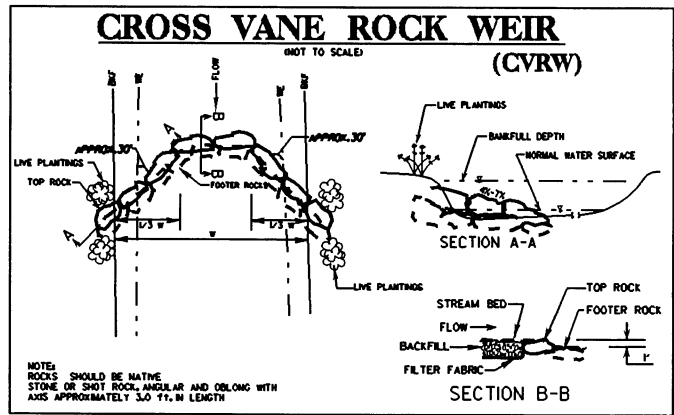 CROSS VANE ROCK WEIR
(NOT TO SCALE)
(CVRW)
BKF
WE
FLOW
WE
BKF
B
A
APPROX. 30°
APPROX. 30°
LIVE PLANTINGS
TOP ROCK
FOOTER ROCKS
B
A
1/3 W
1/3 W
W
LIVE PLANTINGS
LIVE PLANTINGS
BANKFULL DEPTH
NORMAL WATER SURFACE
4%-7%
SECTION A-A
STREAM BED
TOP ROCK
FOOTER ROCK
FLOW
BACKFILL
FILTER FABRIC
1'
SECTION B-B
NOTE:
ROCKS SHOULD BE NATIVE
STONE OR SHOT ROCK, ANGULAR AND OBLONG WITH
AXIS APPROXIMATELY 3.0 ft. IN LENGTH